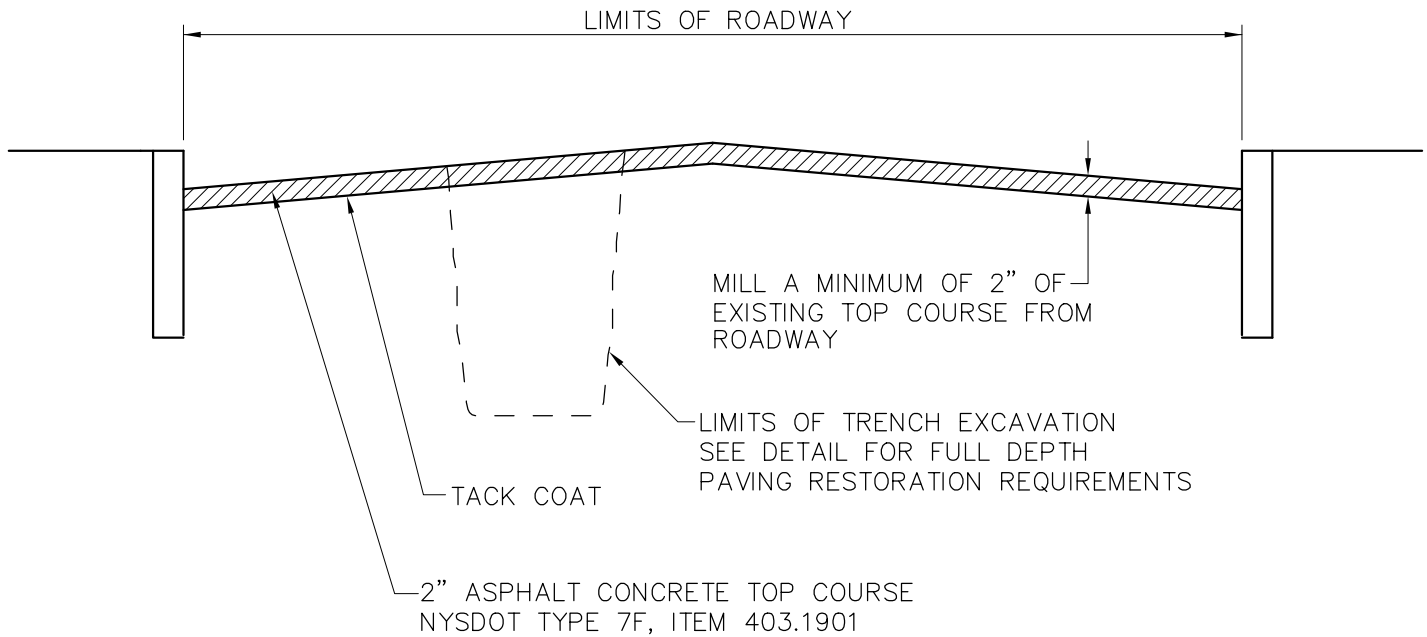 LIMITS OF ROADWAY
MILL A MINIMUM OF 2” OF
EXISTING TOP COURSE FROM
ROADWAY
LIMITS OF TRENCH EXCAVATION
SEE DETAIL FOR FULL DEPTH
PAVING RESTORATION REQUIREMENTS
TACK COAT
2” ASPHALT CONCRETE TOP COURSE
NYSDOT TYPE 7F, ITEM 403.1901